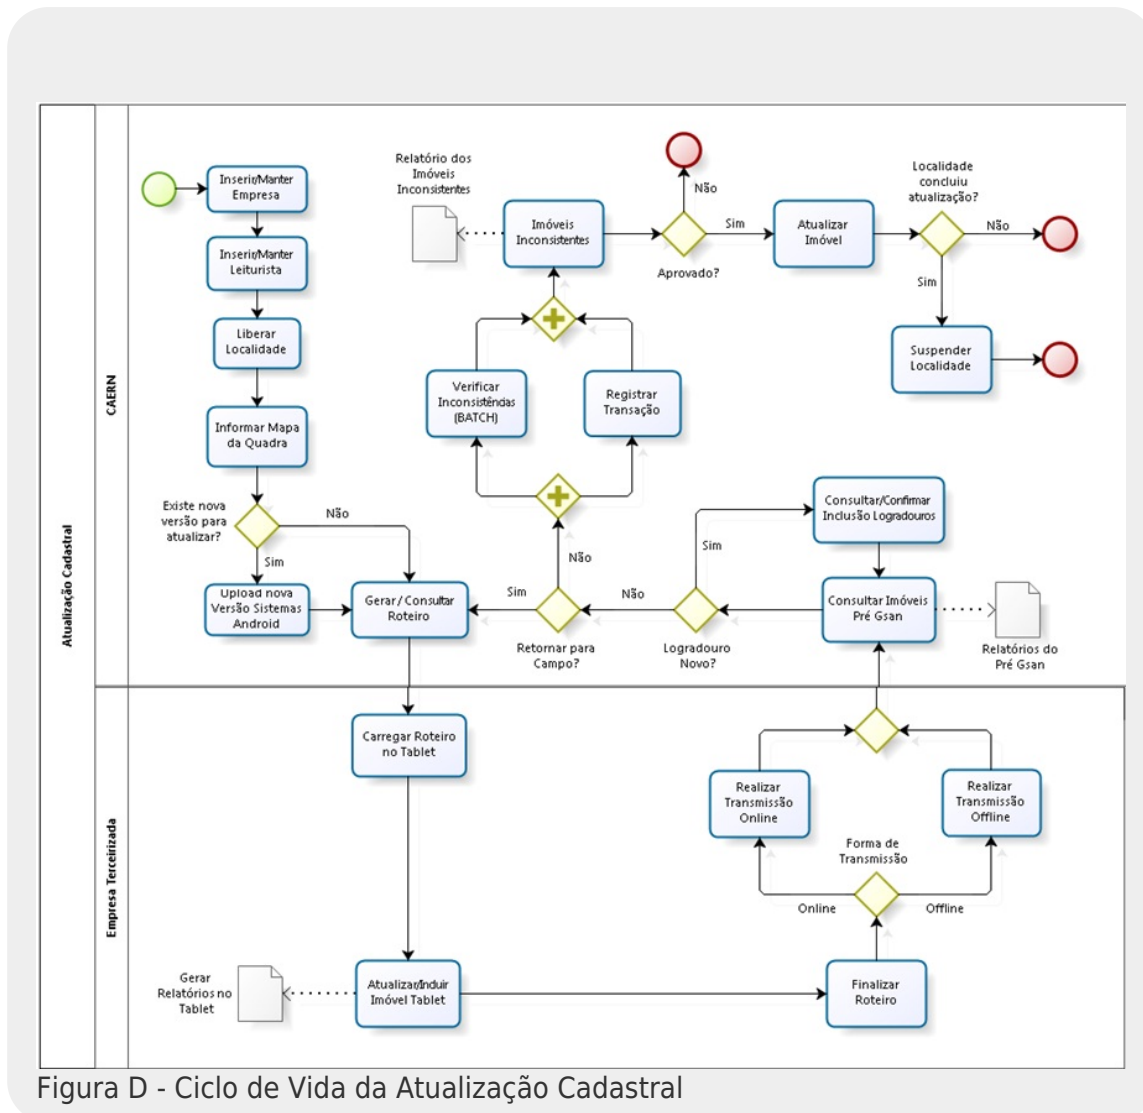 Atualização Cadastral
CAERN
Inserir/Manter
Empresa
Inserir/Manter
Leiturista
Liberar
Localidade
Informar Mapa
da Quadra
Existe nova
versão para
atualizar?
Não
Sim
Upload nova
Versão Sistemas
Android
Gerar / Consultar
Roteiro
Relatório dos
Imóveis
Inconsistentes
Imóveis
Inconsistentes
Não
Sim
Aprovado?
Atualizar
Imóvel
Localidade
concluiu
atualização?
Não
Sim
Suspender
Localidade
Verificar
Inconsistências
(BATCH)
Registrar
Transação
Não
Sim
Retornar para
Campo?
Não
Sim
Logradouro
Novo?
Consultar/Confirmar
Inclusão Logradouros
Consultar Imóveis
Pré Gsan
Relatórios do
Pré Gsan
Empresa Terceirizada
Carregar Roteiro
no Tablet
Gerar
Relatórios no
Tablet
Atualizar/Incluir
Imóvel Tablet
Finalizar
Roteiro
Forma de
Transmissão
Online
Offline
Realizar
Transmissão
Online
Realizar
Transmissão
Offline
Figura D - Ciclo de Vida da Atualização Cadastral